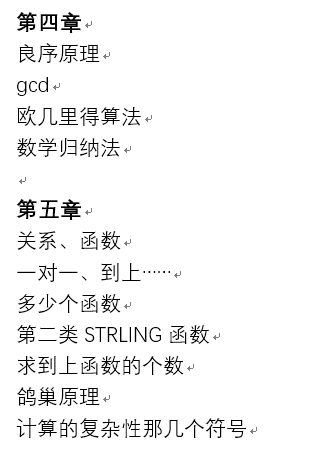 第四章
良序原理
gcd
欧几里得算法
数学归纳法
第五章
关系、函数
一对一、到上……
多少个函数
第二类 STRLING 函数
求到上函数的个数
鸽巢原理
计算的复杂性那几个符号